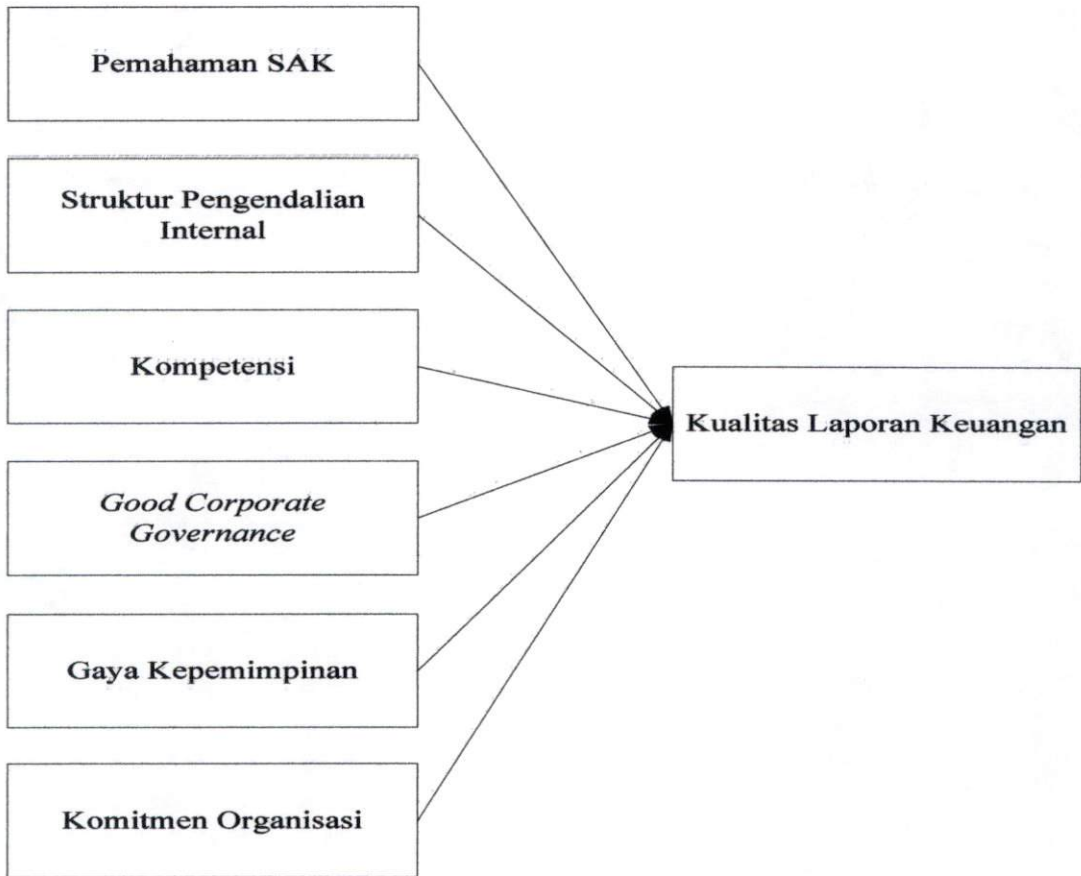 Pemahaman SAK
Struktur Pengendalian
Internal
Kompetensi
Good Corporate
Governance
Gaya Kepemimpinan
Komitmen Organisasi
Kualitas Laporan Keuangan